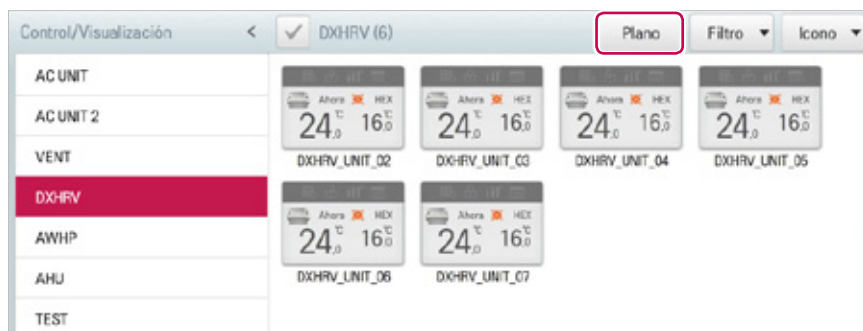 Control/Visualización < DXHRV (6) Plano Filtro ▼ Icono ▼
AC UNIT
AC UNIT 2
VENT
DXHRV
AWHP
AHU
TEST
Ahora HEX Ahora HEX Ahora HEX Ahora HEX
24.0 °C 16.0 °C 24.0 °C 16.0 °C 24.0 °C 16.0 °C 24.0 °C 16.0 °C
DXHRV_UNIT_02 DXHRV_UNIT_03 DXHRV_UNIT_04 DXHRV_UNIT_05
Ahora HEX Ahora HEX
24.0 °C 16.0 °C 24.0 °C 16.0 °C
DXHRV_UNIT_06 DXHRV_UNIT_07